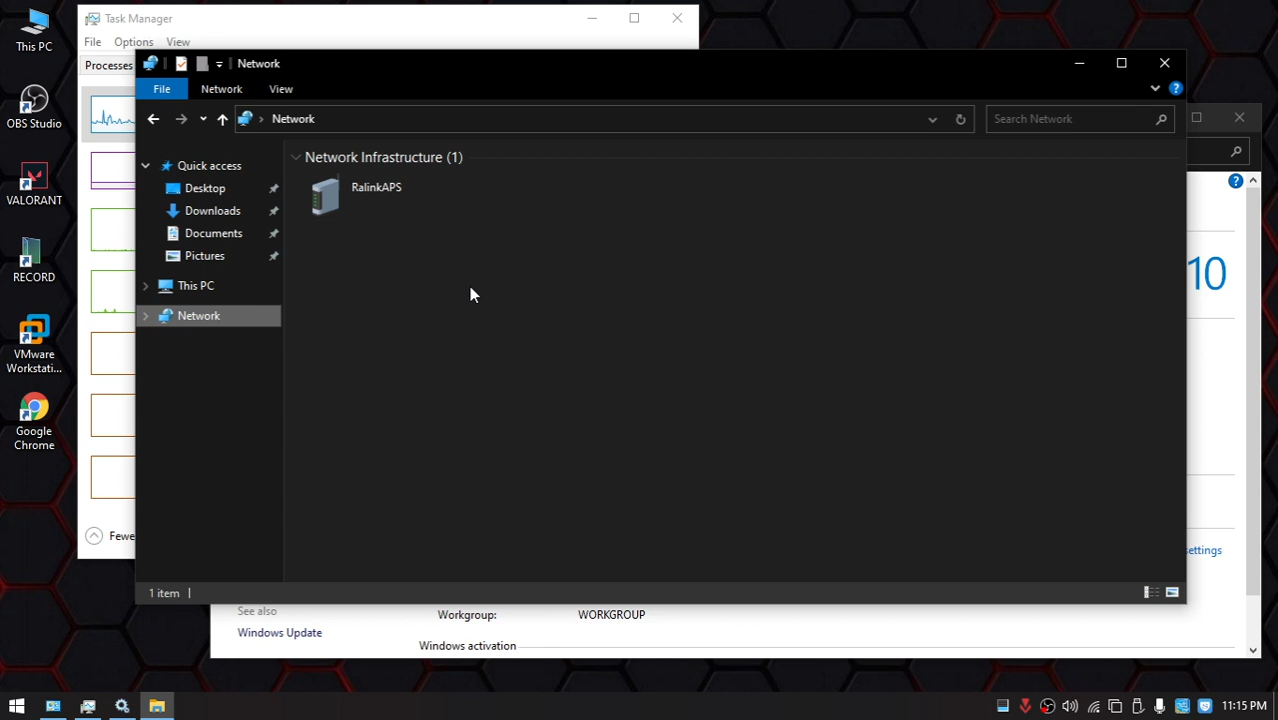 This PC
OBS Studio
VALORANT
RECORD
VMware
Workstati...
Google
Chrome
Task Manager
File Options View
Processes
Fewe
Network
File Network View
Network
Search Network
Quick access
Desktop
Downloads
Documents
Pictures
This PC
Network
Network Infrastructure (1)
RalinkAPS
1 item
10
settings
See also
Windows Update
Workgroup: WORKGROUP
Windows activation
11:15 PM